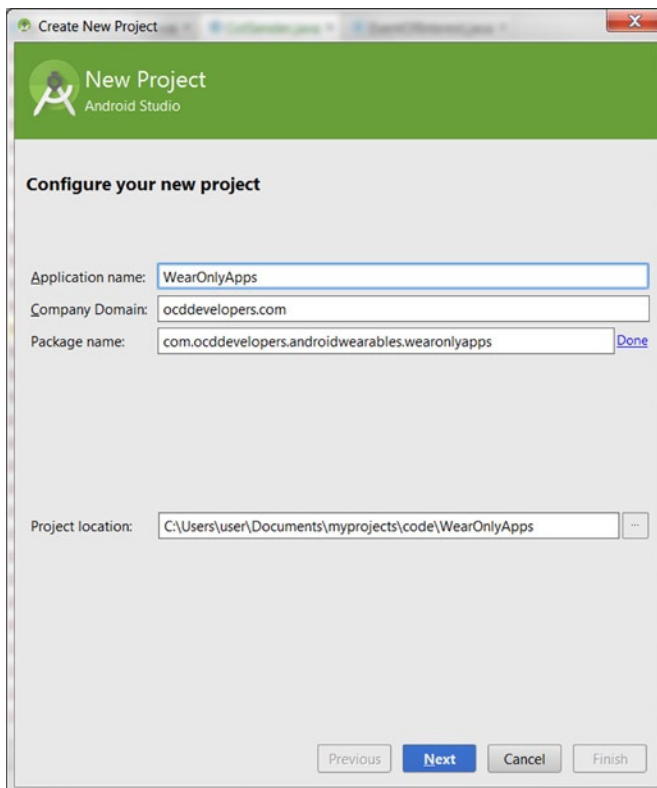 Create New Project
New Project
Android Studio
Configure your new project
Application name: WearOnlyApps
Company Domain: ocddevelopers.com
Package name: com.ocddevelopers.androidwearables.wearonlyapps Done
Project location: C:\Users\user\Documents\myprojects\code\WearOnlyApps ...
Previous Next Cancel Finish